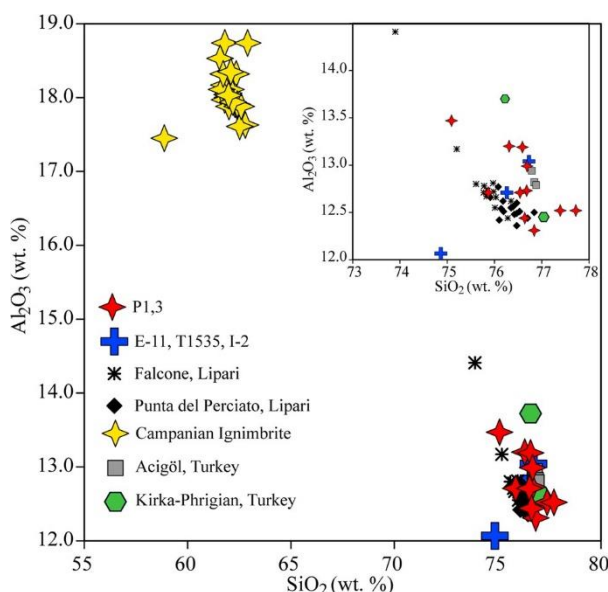 19.0
18.0
17.0
16.0
15.0
14.0
13.0
12.0
Al₂O₃ (wt. %)
55 60 65 70 75 80
SiO₂ (wt. %)
P1,3
E-11, T1535, I-2
Falcone, Lipari
Punta del Perciato, Lipari
Campanian Ignimbrite
Acigöl, Turkey
Kirka-Phrigian, Turkey
14.0
13.5
13.0
12.5
12.0
Al₂O₃ (wt. %)
73 74 75 76 77 78
SiO₂ (wt. %)